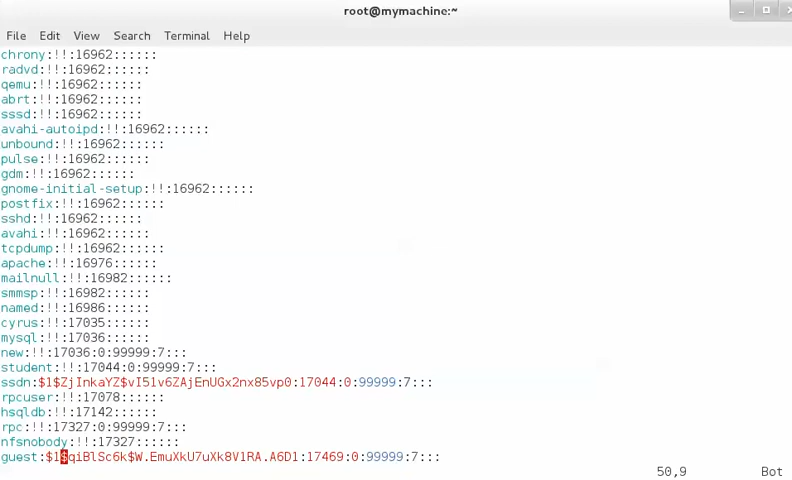 root@mymachine:~
File Edit View Search Terminal Help
chrony:!!:16962::::::
radvd:!!:16962::::::
qemu:!!:16962::::::
abrt:!!:16962::::::
sssd:!!:16962::::::
avahi-autoipd:!!:16962::::::
unbound:!!:16962::::::
pulse:!!:16962::::::
gdm:!!:16962::::::
gnome-initial-setup:!!:16962::::::
postfix:!!:16962::::::
sshd:!!:16962::::::
avahi:!!:16962::::::
tcpdump:!!:16962::::::
apache:!!:16976::::::
mailnull:!!:16982::::::
smmsp:!!:16982::::::
named:!!:16986::::::
cyrus:!!:17035::::::
mysql:!!:17036::::::
new:!!:17036:0:99999:7:::
student:!!:17044:0:99999:7:::
ssdn:$1$ZjInkaYZ$vI51v6ZAjEnUGx2nx85vp0:17044:0:99999:7:::
rpcuser:!!:17078::::::
hsqldb:!!:17142::::::
rpc:!!:17327:0:99999:7:::
nfsnobody:!!:17327::::::
guest:$1$qiBlSc6k$W.EmuXkU7uXk8V1RA.A6D1:17469:0:99999:7:::
50,9 Bot